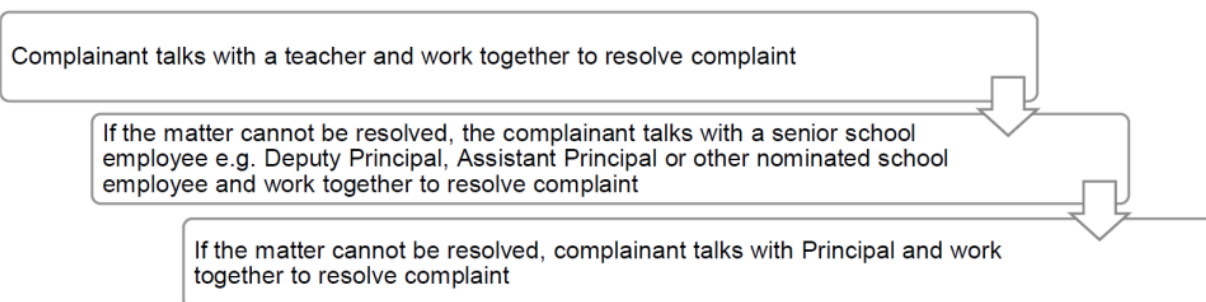 Complainant talks with a teacher and work together to resolve complaint
If the matter cannot be resolved, the complainant talks with a senior school
employee e.g. Deputy Principal, Assistant Principal or other nominated school
employee and work together to resolve complaint
If the matter cannot be resolved, complainant talks with Principal and work
together to resolve complaint